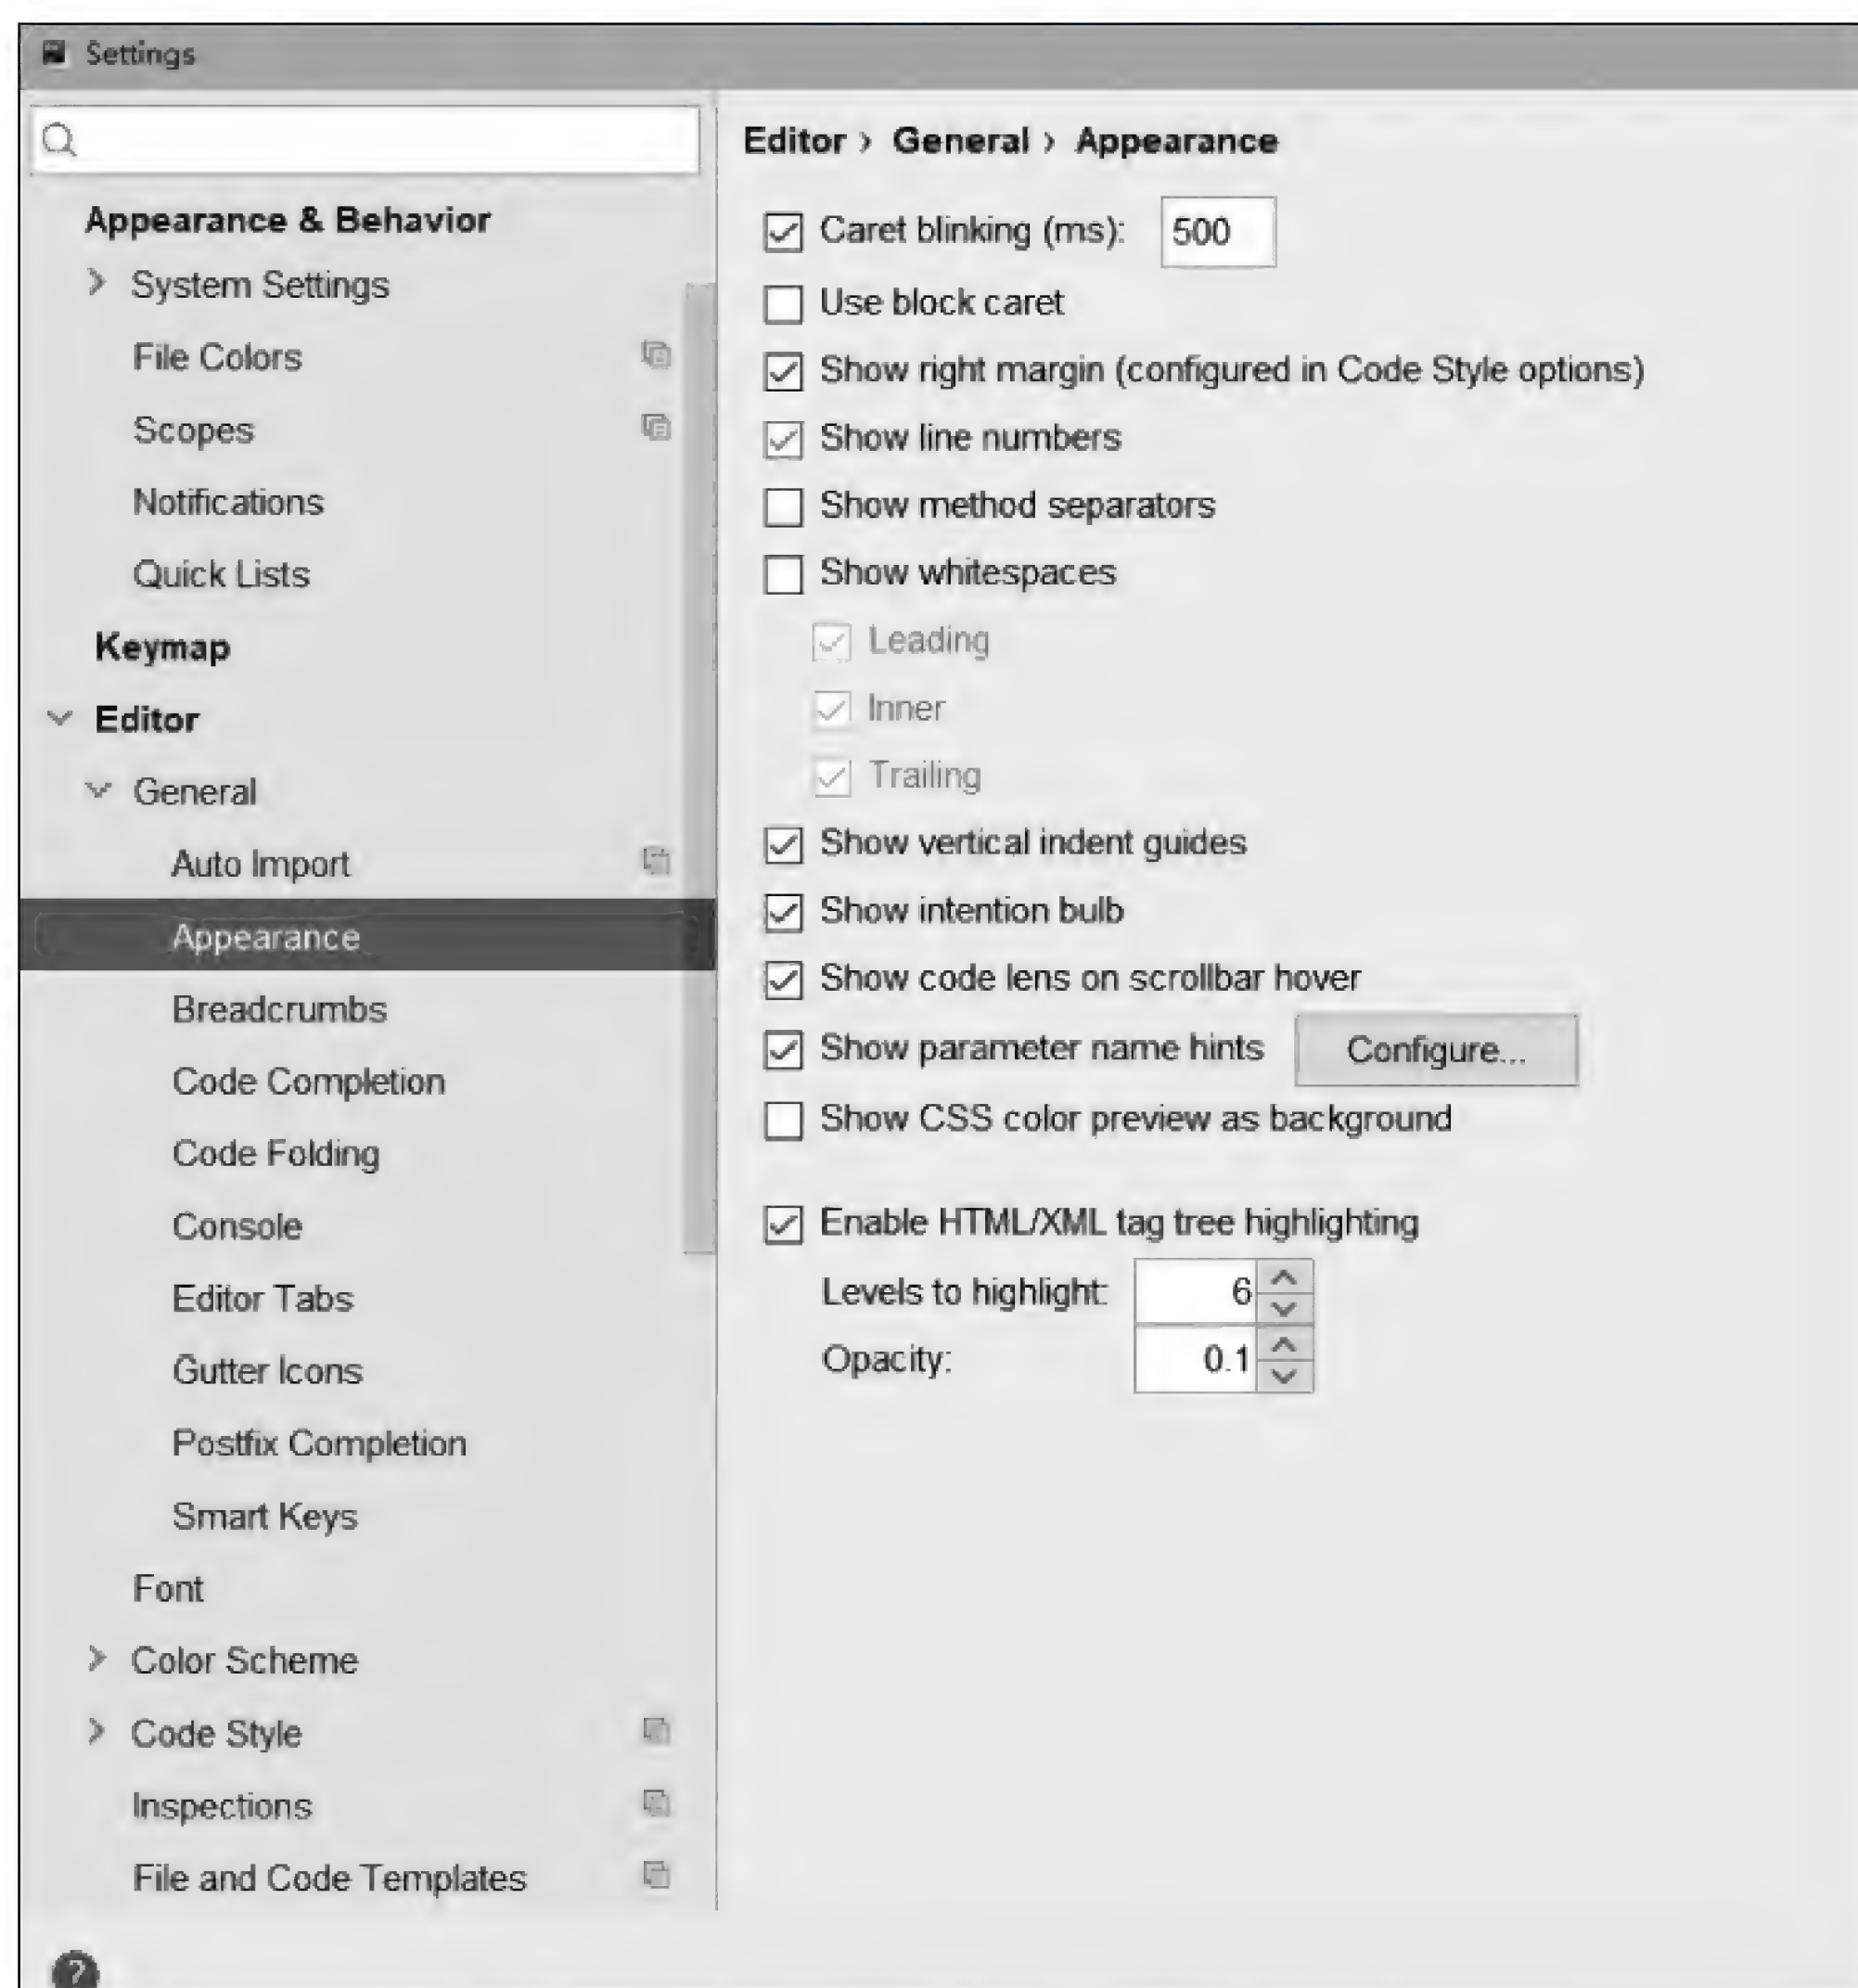 Settings
Appearance & Behavior
System Settings
File Colors
Scopes
Notifications
Quick Lists
Keymap
Editor
General
Auto Import
Appearance
Breadcrumbs
Code Completion
Code Folding
Console
Editor Tabs
Gutter Icons
Postfix Completion
Smart Keys
Font
Color Scheme
Code Style
Inspections
File and Code Templates
?
Editor › General › Appearance
Caret blinking (ms): 500
Use block caret
Show right margin (configured in Code Style options)
Show line numbers
Show method separators
Show whitespaces
Leading
Inner
Trailing
Show vertical indent guides
Show intention bulb
Show code lens on scrollbar hover
Show parameter name hints Configure...
Show CSS color preview as background
Enable HTML/XML tag tree highlighting
Levels to highlight: 6
Opacity: 0.1